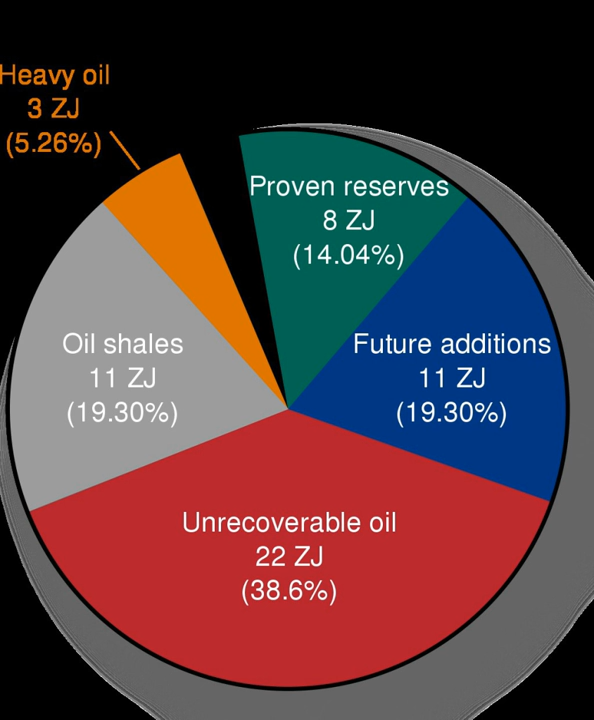 Heavy oil
3 ZJ
(5.26%)
Proven reserves
8 ZJ
(14.04%)
Future additions
11 ZJ
(19.30%)
Unrecoverable oil
22 ZJ
(38.6%)
Oil shales
11 ZJ
(19.30%)